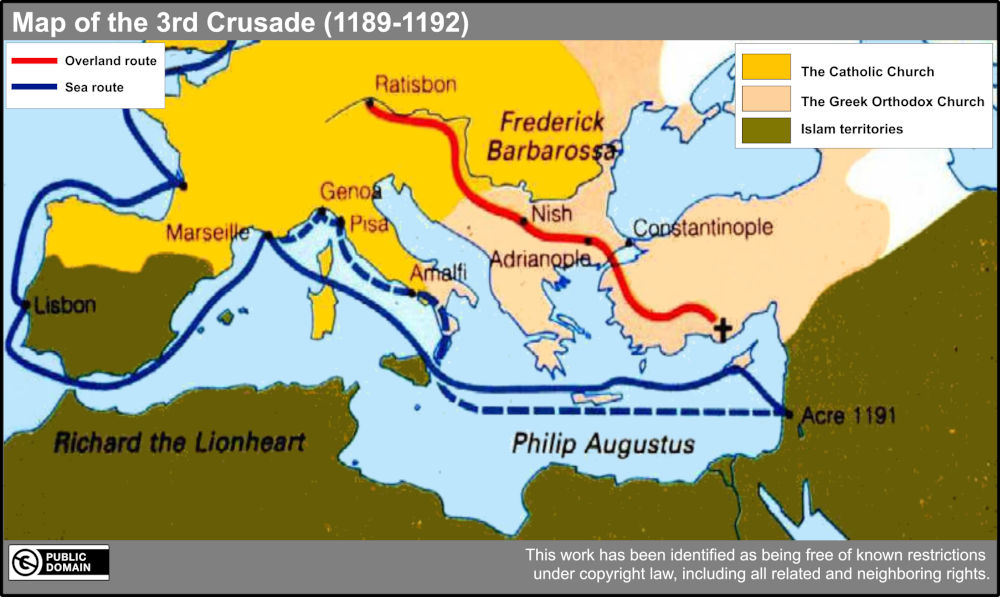 Map of the 3rd Crusade (1189-1192)
Overland route
Sea route
The Catholic Church
The Greek Orthodox Church
Islam territories
Ratisbon
Frederick
Barbarossa
Genoa
Marseille
Pisa
Nish
Constantinople
Adrianople
Amalfi
Lisbon
Acre 1191
Richard the Lionheart
Philip Augustus
PUBLIC
DOMAIN
This work has been identified as being free of known restrictions
under copyright law, including all related and neighboring rights.